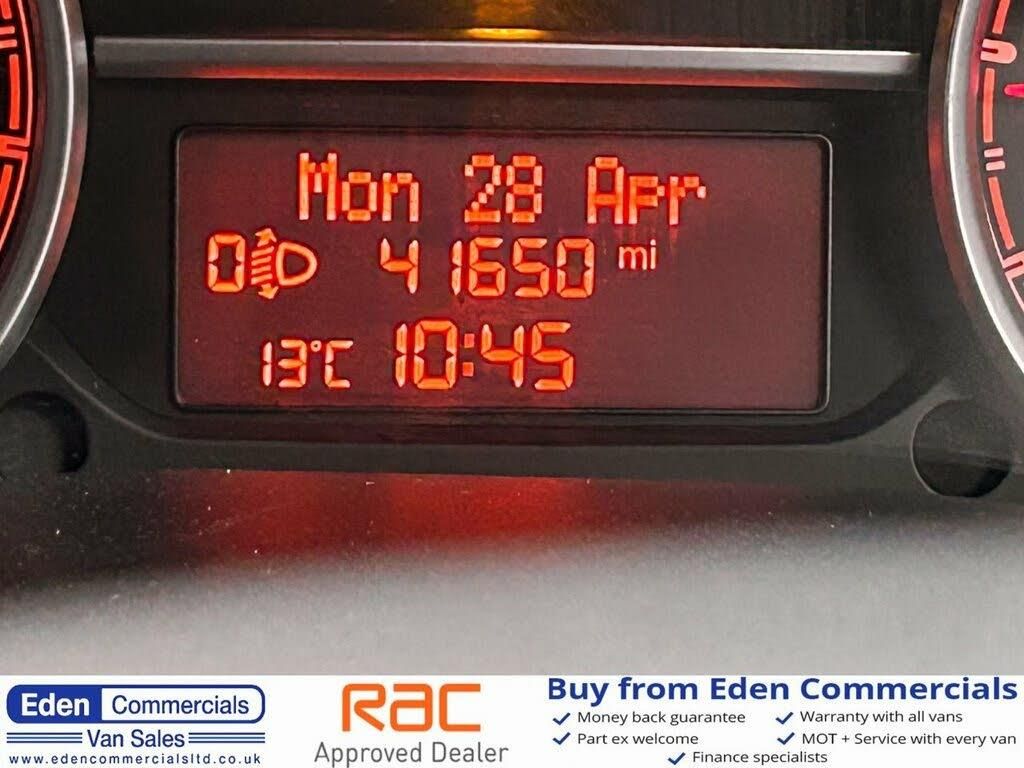 Mon 28 Apr
0 41650 mi
13°C 10:45
Eden Commercials
Van Sales
www.edencommercialsltd.co.uk
RAC
Approved Dealer
Buy from Eden Commercials
Money back guarantee
Warranty with all vans
Part ex welcome
MOT + Service with every van
Finance specialists